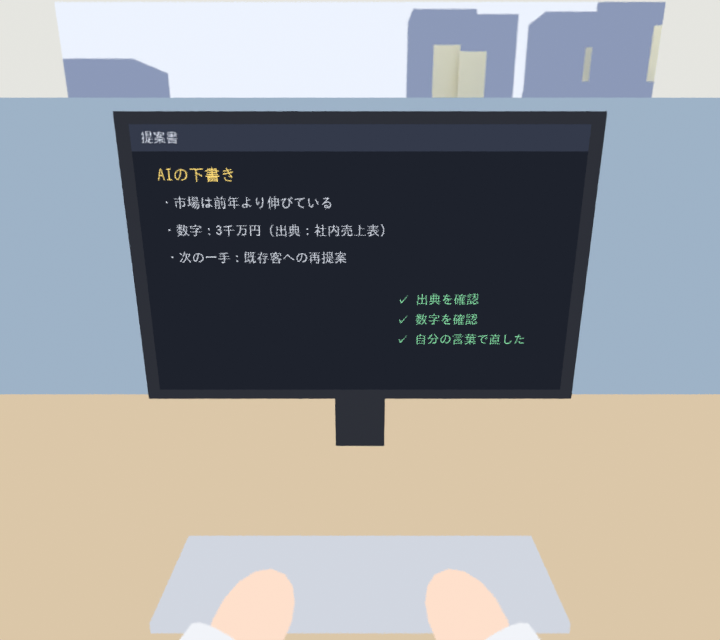 提案書
AIの下書き
・市場は前年より伸びている
・数字：3千万円（出典：社内売上表）
・次の一手：既存客への再提案
✓ 出典を確認
✓ 数字を確認
✓ 自分の言葉で直した